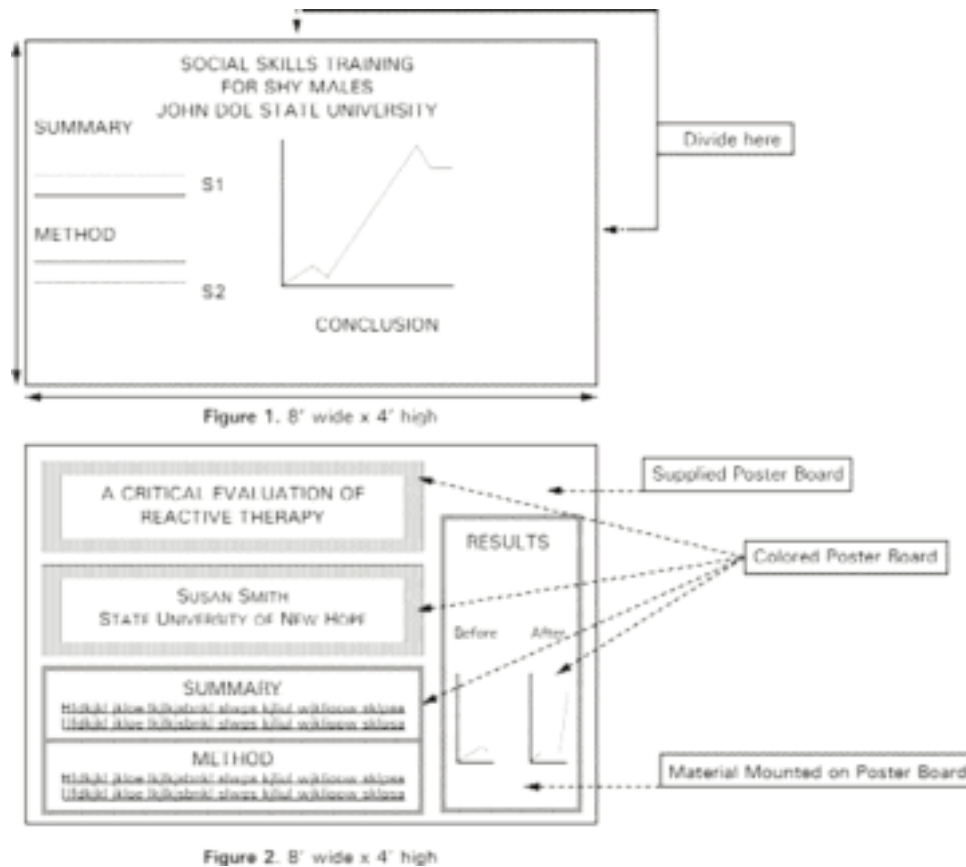 SOCIAL SKILLS TRAINING
FOR SHY MALES
JOHN DOE STATE UNIVERSITY
SUMMARY
S1
METHOD
S2
CONCLUSION
Divide here
Figure 1. 8' wide x 4' high
A CRITICAL EVALUATION OF
REACTIVE THERAPY
SUSAN SMITH
STATE UNIVERSITY OF NEW HOPE
SUMMARY
METHOD
RESULTS
Before After
Supplied Poster Board
Colored Poster Board
Material Mounted on Poster Board
Figure 2. 8' wide x 4' high